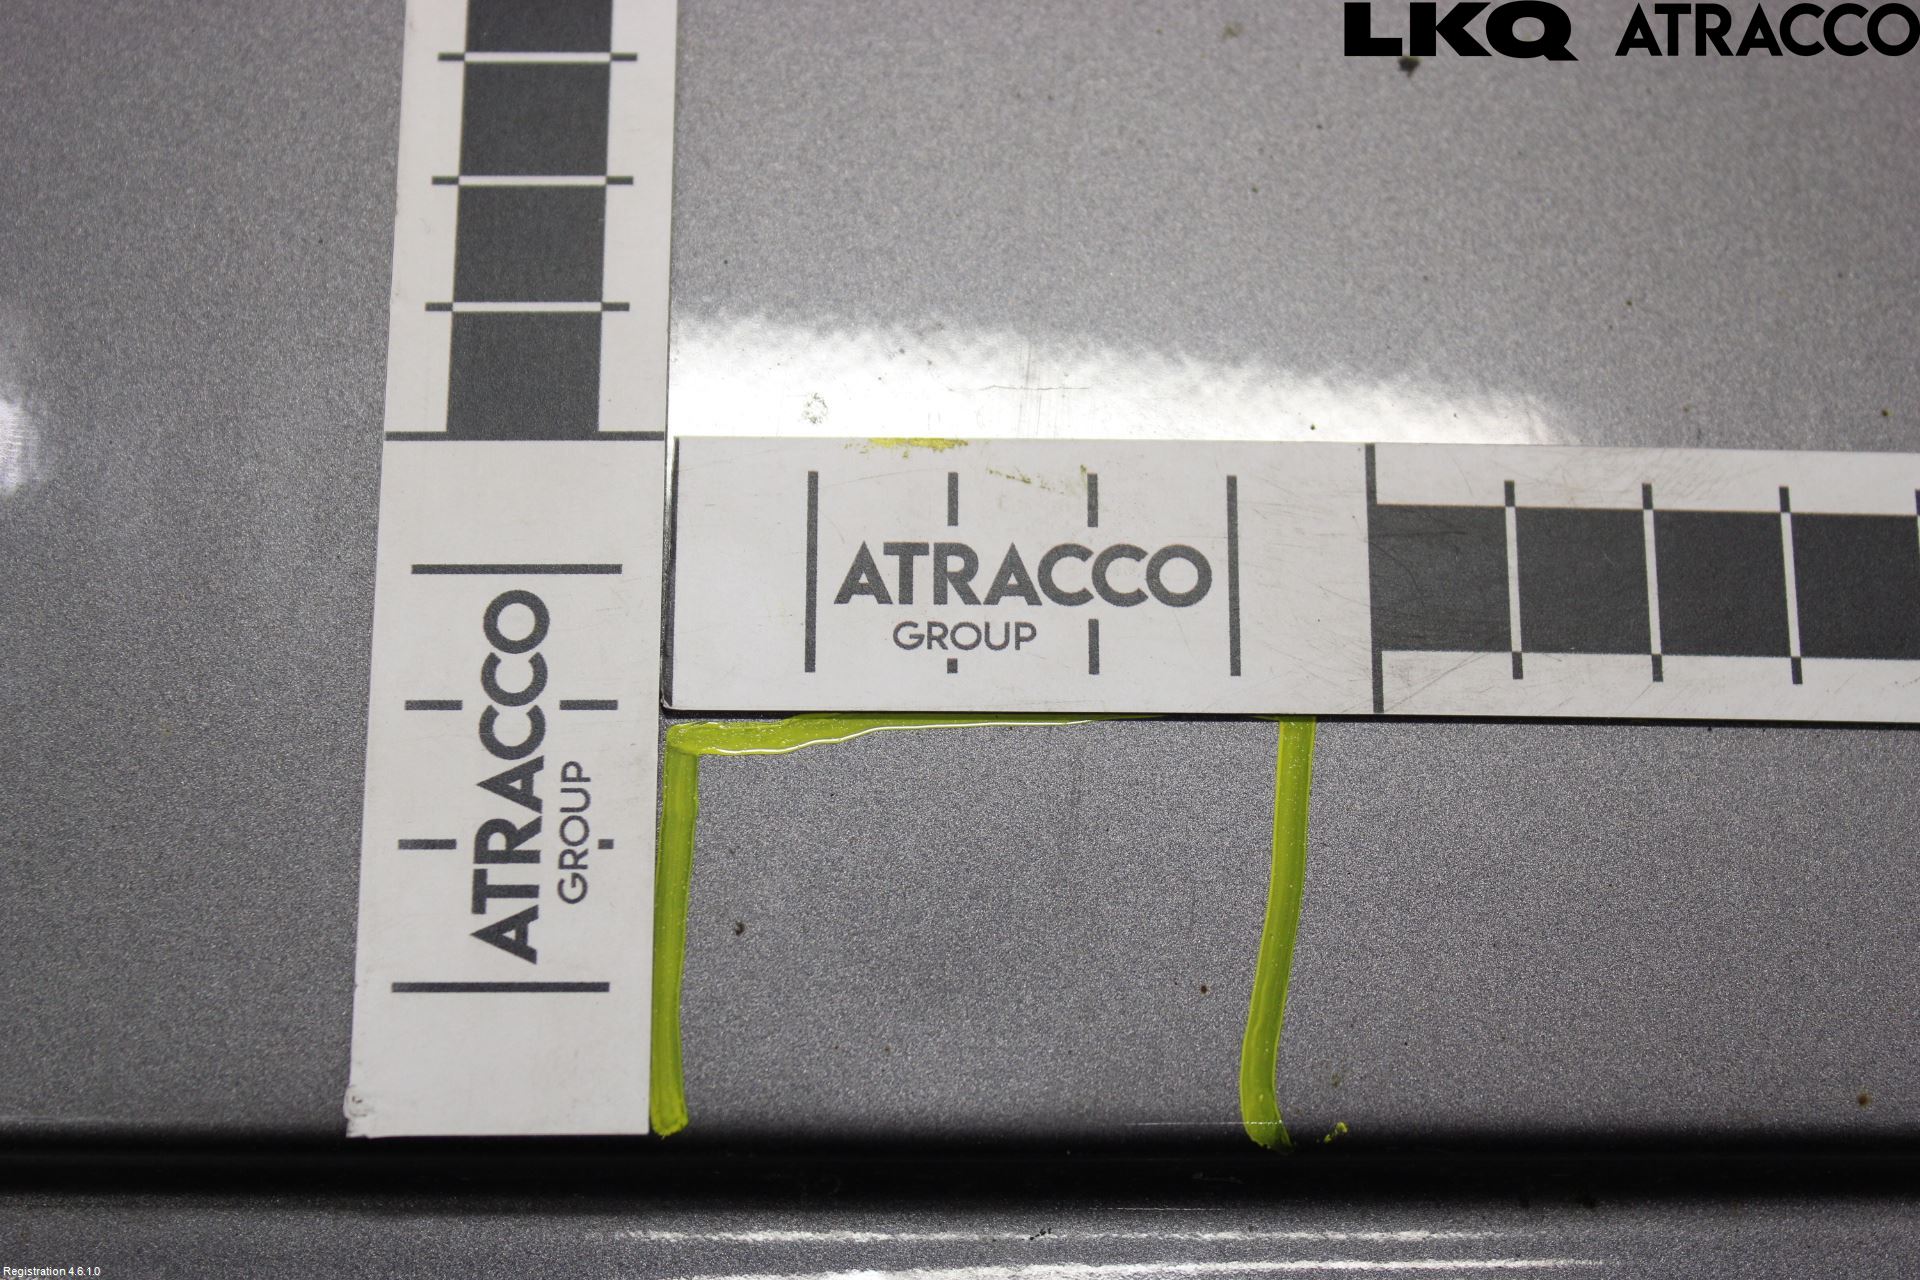 LKQ ATRACCO
ATRACCO
GROUP
ATRACCO
GROUP
Registration 4.6.1.0